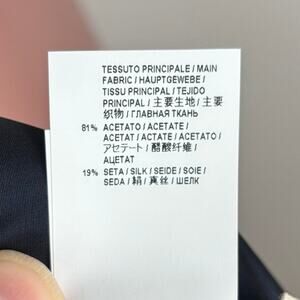 TESSUTO PRINCIPALE / MAIN
FABRIC / HAUPTGEWEBE /
TISSU PRINCIPAL / TEJIDO
PRINCIPAL / 主要生地 / 主要
织物 / ГЛАВНАЯ ТКАНЬ
81% ACETATO / ACETATE /
ACETAT / ACTATE / ACETATO /
アセテート / 醋酸纤维 /
АЦЕТАТ
19% SETA / SILK / SEIDE / SOIE /
SEDA / 絹 / 真丝 / ШЕЛК